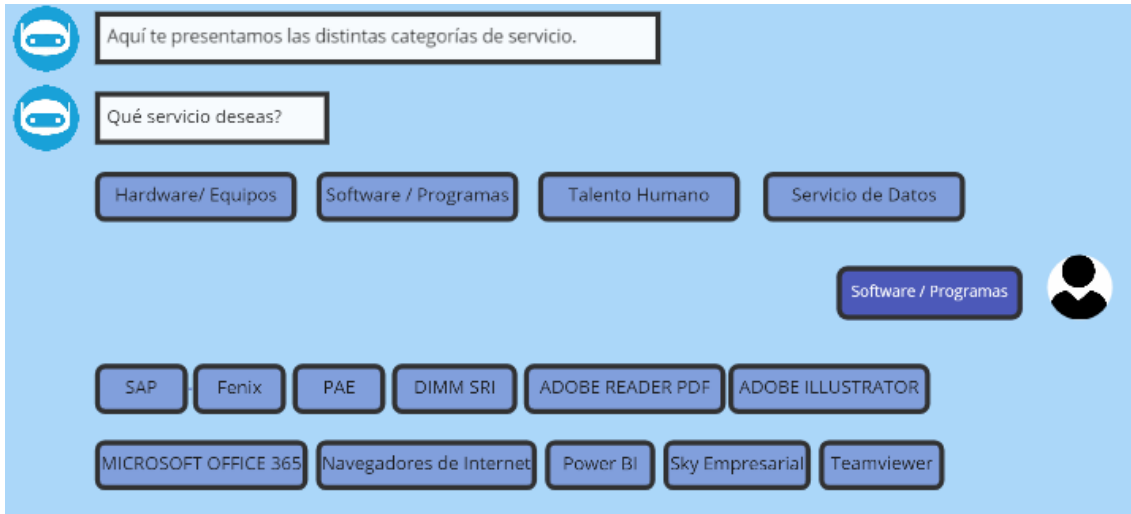 Aquí te presentamos las distintas categorías de servicio.
Qué servicio deseas?
Hardware/ Equipos Software / Programas Talento Humano Servicio de Datos
Software / Programas
SAP Fenix PAE DIMM SRI ADOBE READER PDF ADOBE ILLUSTRATOR
MICROSOFT OFFICE 365 Navegadores de Internet Power BI Sky Empresarial Teamviewer